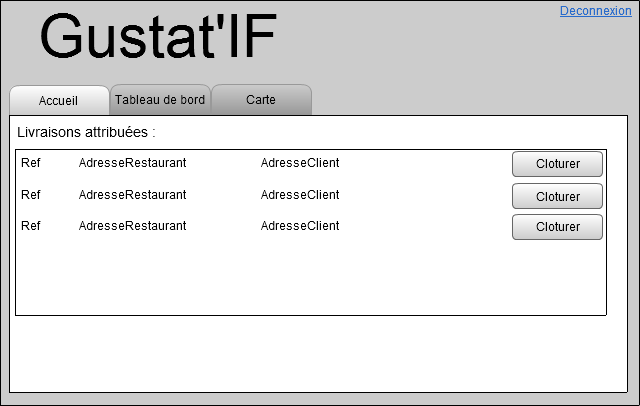 Deconnexion
Gustat'IF
Accueil Tableau de bord Carte
Livraisons attribuées :
Ref AdresseRestaurant AdresseClient Cloturer
Ref AdresseRestaurant AdresseClient Cloturer
Ref AdresseRestaurant AdresseClient Cloturer